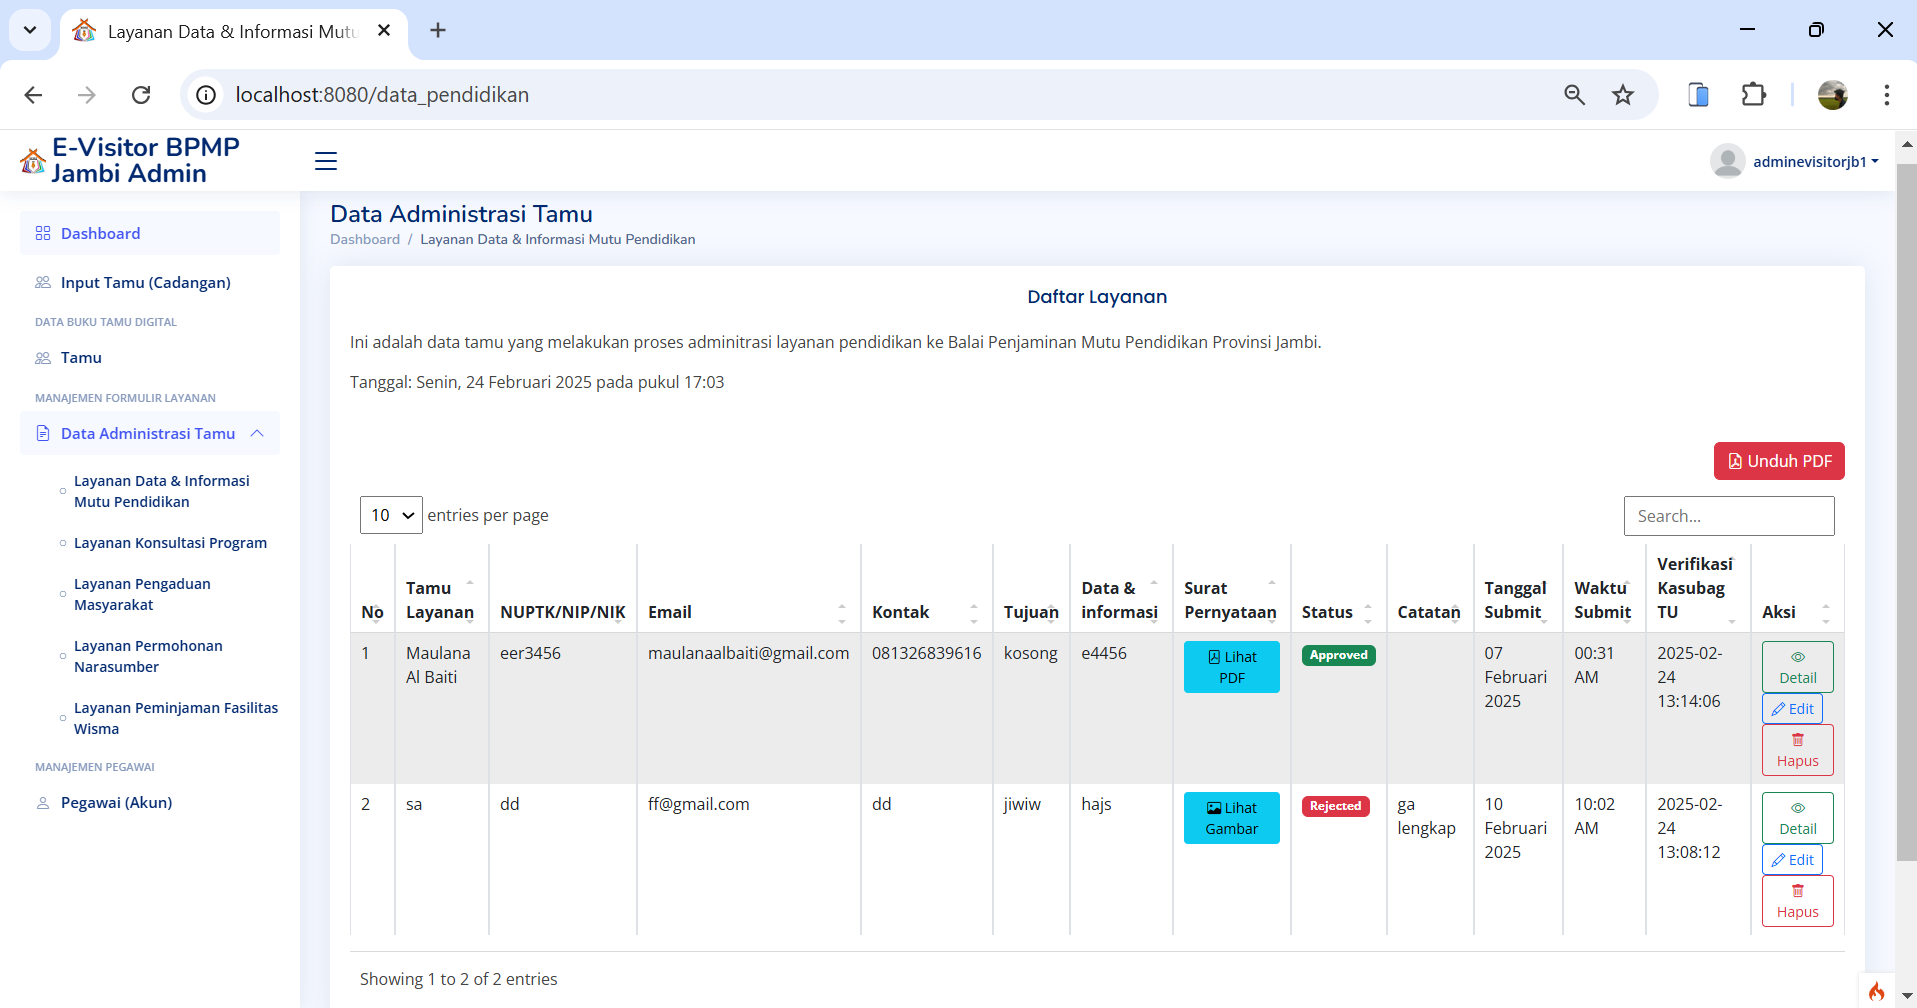 Layanan Data & Informasi Mutu
localhost:8080/data_pendidikan
E-Visitor BPMP
Jambi Admin
adminevisitorjb1
Dashboard
Input Tamu (Cadangan)
DATA BUKU TAMU DIGITAL
Tamu
MANAJEMEN FORMULIR LAYANAN
Data Administrasi Tamu
Layanan Data & Informasi
Mutu Pendidikan
Layanan Konsultasi Program
Layanan Pengaduan
Masyarakat
Layanan Permohonan
Narasumber
Layanan Peminjaman Fasilitas
Wisma
MANAJEMEN PEGAWAI
Pegawai (Akun)
Data Administrasi Tamu
Dashboard / Layanan Data & Informasi Mutu Pendidikan
Daftar Layanan
Ini adalah data tamu yang melakukan proses adminitrasi layanan pendidikan ke Balai Penjaminan Mutu Pendidikan Provinsi Jambi.
Tanggal: Senin, 24 Februari 2025 pada pukul 17:03
Unduh PDF
10 entries per page
Search...
No
Tamu
Layanan
NUPTK/NIP/NIK
Email
Kontak
Tujuan
Data &
informasi
Surat
Pernyataan
Status
Catatan
Tanggal
Submit
Waktu
Submit
Verifikasi
Kasubag
TU
Aksi
1
Maulana
Al Baiti
eer3456
maulanaalbaiti@gmail.com
081326839616
kosong
e4456
Lihat
PDF
Approved
07
Februari
2025
00:31
AM
2025-02-
24
13:14:06
Detail
Edit
Hapus
2
sa
dd
ff@gmail.com
dd
jiwiw
hajs
Lihat
Gambar
Rejected
ga
lengkap
10
Februari
2025
10:02
AM
2025-02-
24
13:08:12
Detail
Edit
Hapus
Showing 1 to 2 of 2 entries